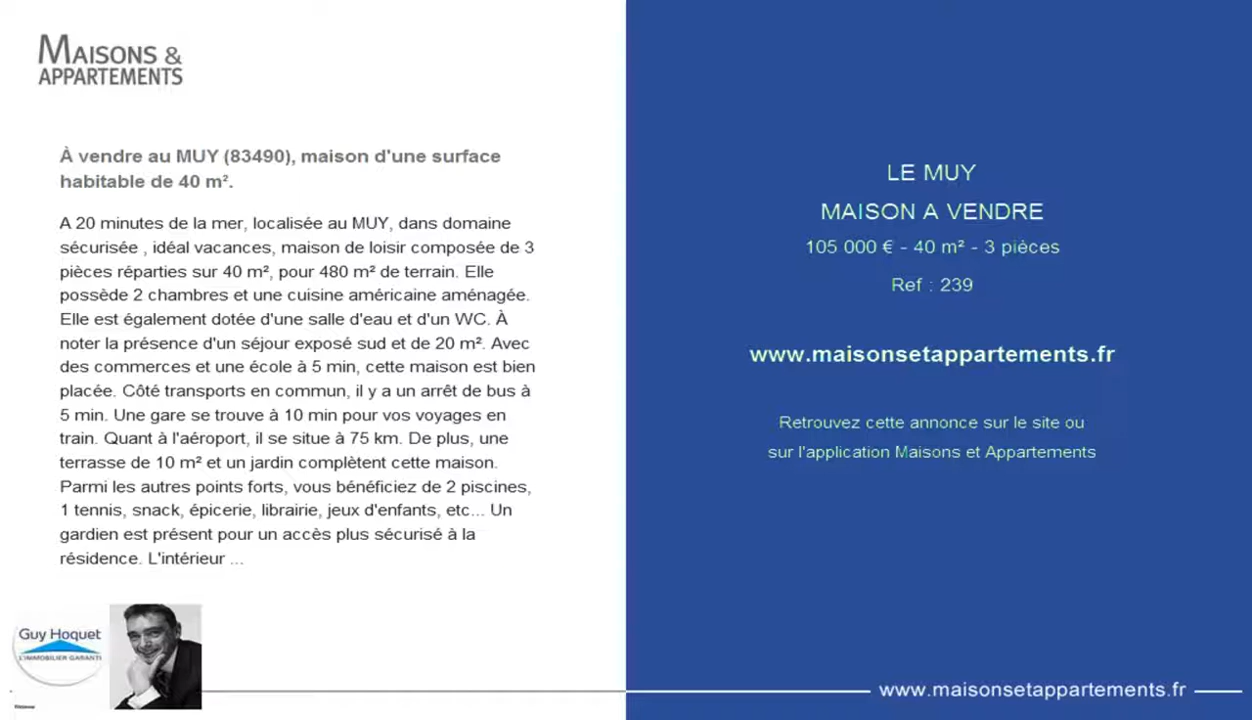 MAISONS &
APPARTEMENTS
À vendre au MUY (83490), maison d'une surface
habitable de 40 m².
A 20 minutes de la mer, localisée au MUY, dans domaine
sécurisée , idéal vacances, maison de loisir composée de 3
pièces réparties sur 40 m², pour 480 m² de terrain. Elle
possède 2 chambres et une cuisine américaine aménagée.
Elle est également dotée d'une salle d'eau et d'un WC. À
noter la présence d'un séjour exposé sud et de 20 m². Avec
des commerces et une école à 5 min, cette maison est bien
placée. Côté transports en commun, il y a un arrêt de bus à
5 min. Une gare se trouve à 10 min pour vos voyages en
train. Quant à l'aéroport, il se situe à 75 km. De plus, une
terrasse de 10 m² et un jardin complètent cette maison.
Parmi les autres points forts, vous bénéficiez de 2 piscines,
1 tennis, snack, épicerie, librairie, jeux d'enfants, etc... Un
gardien est présent pour un accès plus sécurisé à la
résidence. L'intérieur ...
Guy Hoquet
L'IMMOBILIER GARANTI
LE MUY
MAISON A VENDRE
105 000 € - 40 m² - 3 pièces
Ref : 239
www.maisonsetappartements.fr
Retrouvez cette annonce sur le site ou
sur l'application Maisons et Appartements
www.maisonsetappartements.fr